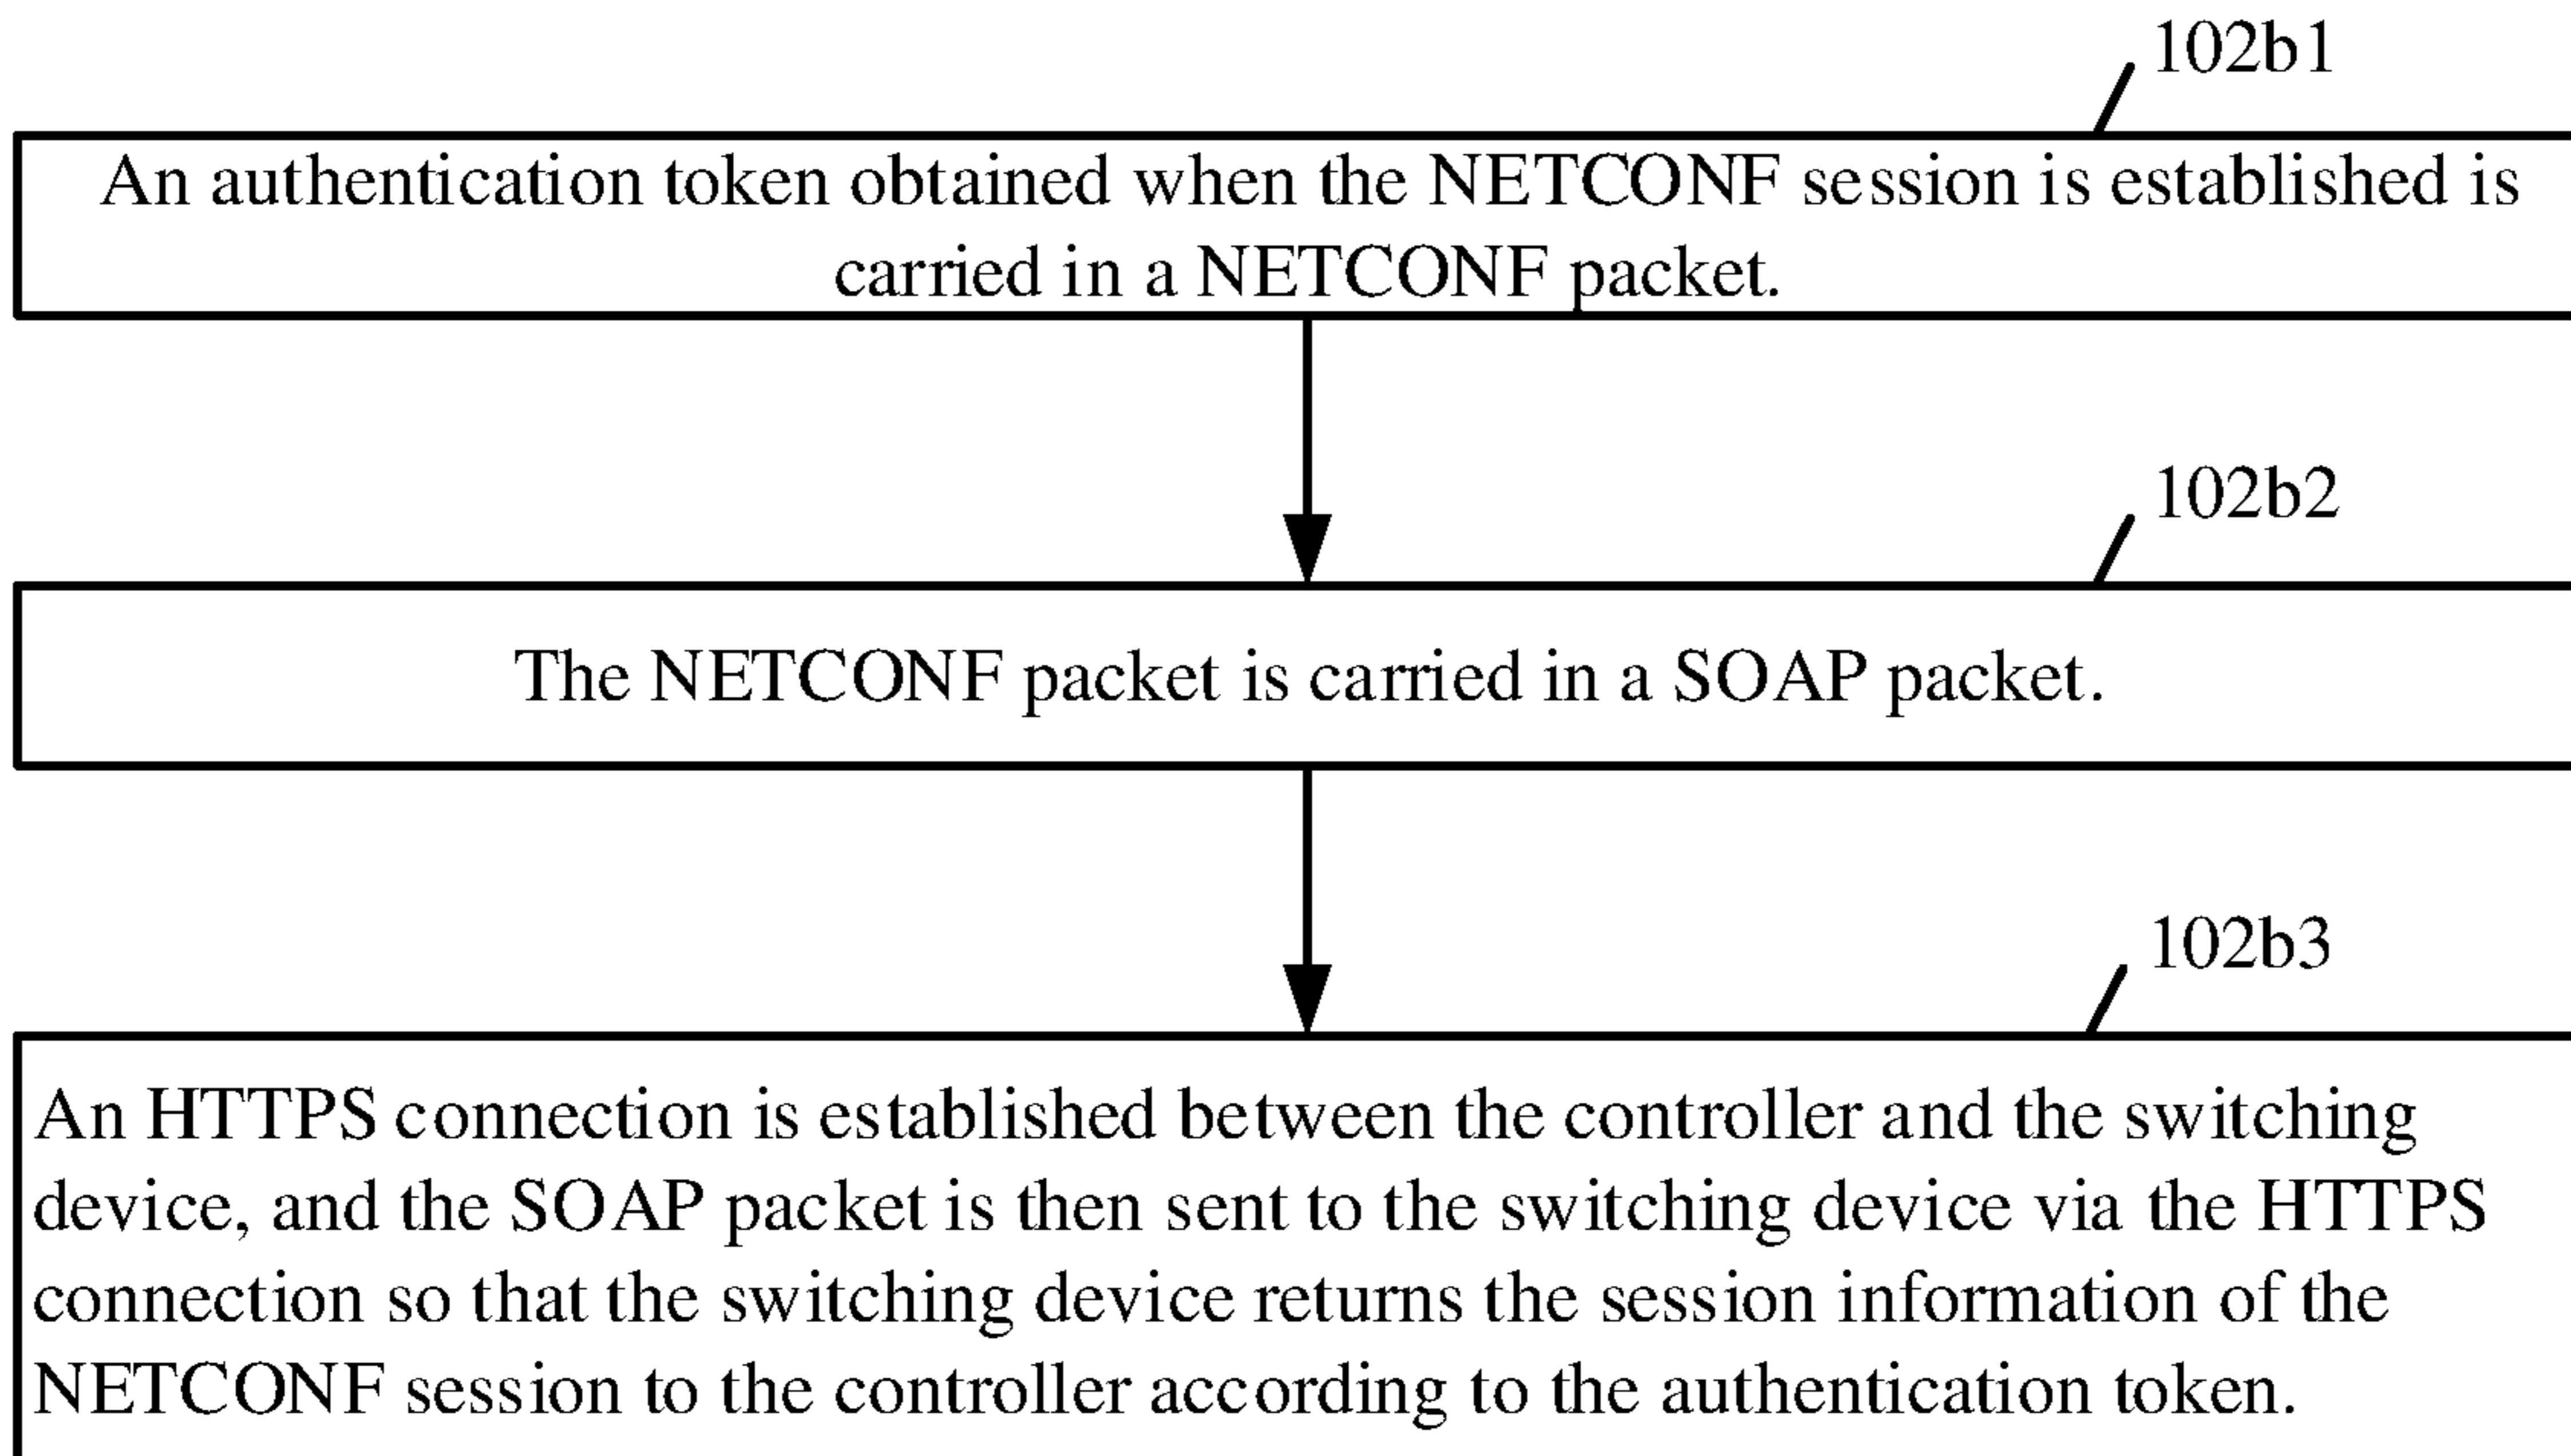 102b1
An authentication token obtained when the NETCONF session is established is
carried in a NETCONF packet.
102b2
The NETCONF packet is carried in a SOAP packet.
102b3
An HTTPS connection is established between the controller and the switching
device, and the SOAP packet is then sent to the switching device via the HTTPS
connection so that the switching device returns the session information of the
NETCONF session to the controller according to the authentication token.